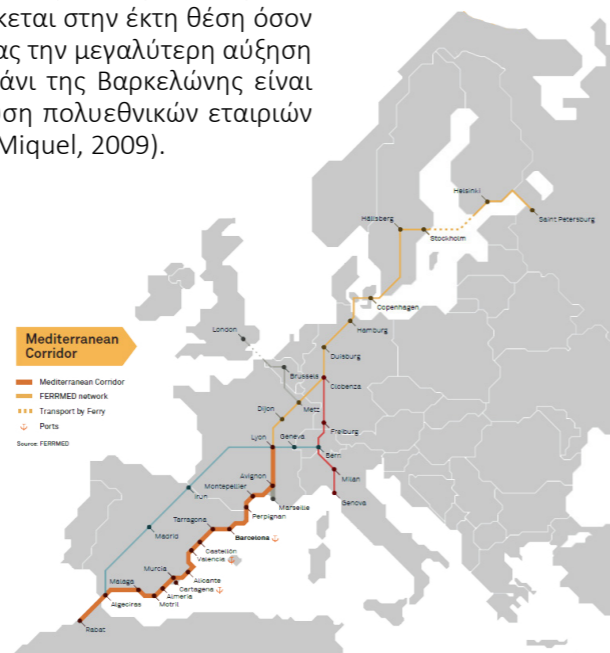 κεται στην έκτη θέση όσον
ας την μεγαλύτερη αύξηση
άνι της Βαρκελώνης είναι
υση πολυεθνικών εταιριών
Miquel, 2009).
Helsinki
Saint Petersburg
Hallsberg
Stockholm
Copenhagen
Hamburg
London
Mediterranean
Corridor
Duisburg
Brussels
Mediterranean Corridor
FERRMED network
Transport by Ferry
Ports
Source: FERRMED
Clobenza
Metz
Dijon
Freiburg
Lyon
Geneva
Bern
Avignon
Milan
Montpellier
Genova
Irun
Marseille
Perpignan
Tarragona
Barcelona
Madrid
Castellón
Valencia
Murcia
Alicante
Malaga
Cartagena
Almeria
Algeciras
Motril
Rabat